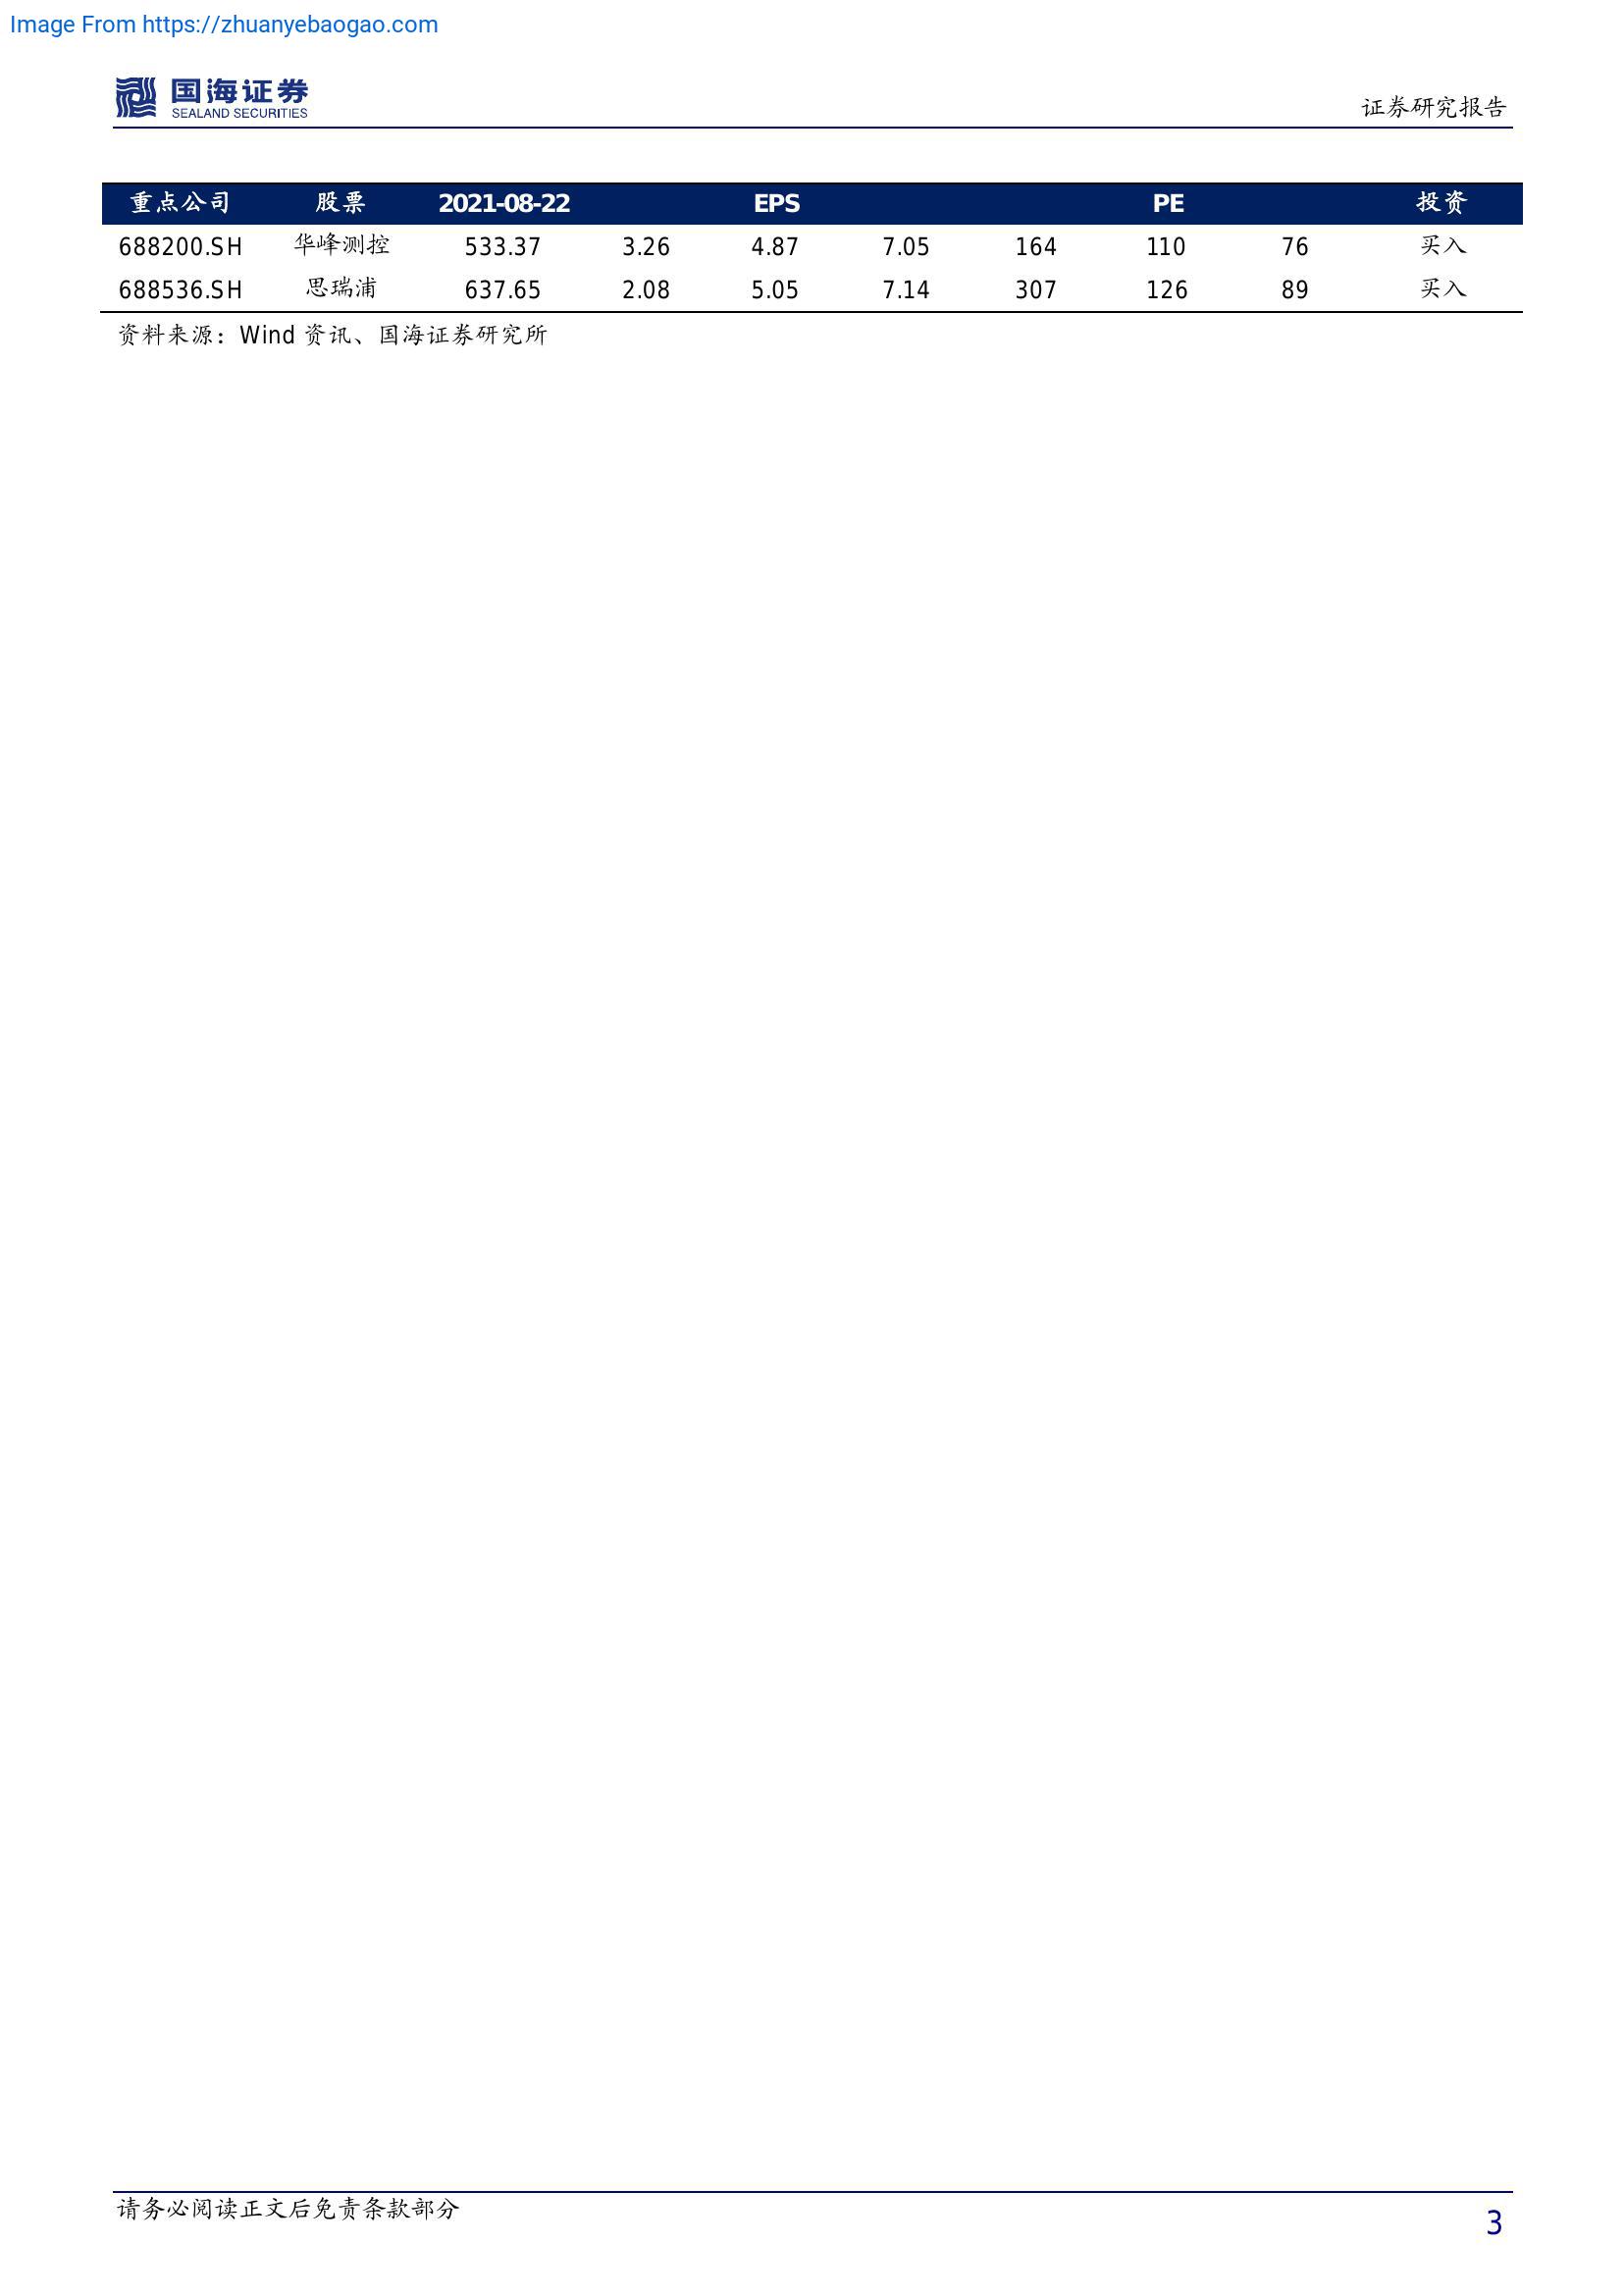 Image From https://zhuanyebaogao.com
国海证券
SEALAND SECURITIES
证券研究报告
重点公司 股票 2021-08-22 EPS PE 投资
688200.SH 华峰测控 533.37 3.26 4.87 7.05 164 110 76 买入
688536.SH 思瑞浦 637.65 2.08 5.05 7.14 307 126 89 买入
资料来源：Wind 资讯、国海证券研究所
请务必阅读正文后免责条款部分
3